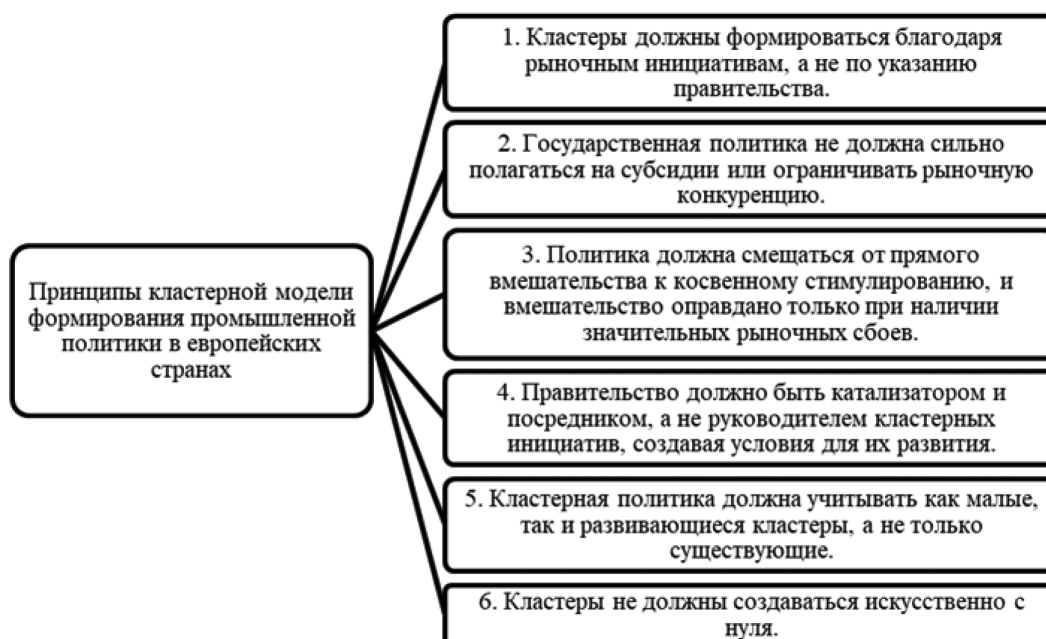 Принципы кластерной модели
формирования промышленной
политики в европейских
странах
1. Кластеры должны формироваться благодаря
рыночным инициативам, а не по указанию
правительства.
2. Государственная политика не должна сильно
полагаться на субсидии или ограничивать рыночную
конкуренцию.
3. Политика должна смещаться от прямого
вмешательства к косвенному стимулированию, и
вмешательство оправдано только при наличии
значительных рыночных сбоев.
4. Правительство должно быть катализатором и
посредником, а не руководителем кластерных
инициатив, создавая условия для их развития.
5. Кластерная политика должна учитывать как малые,
так и развивающиеся кластеры, а не только
существующие.
6. Кластеры не должны создаваться искусственно с
нуля.